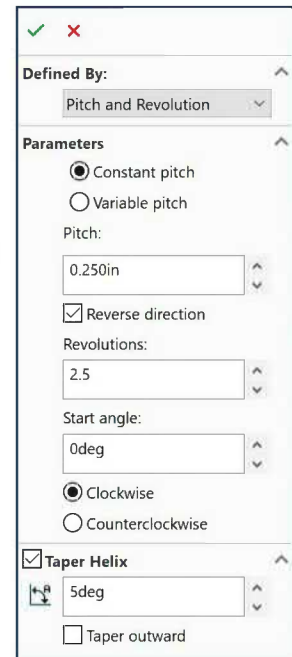 Defined By:
Pitch and Revolution
Parameters
Constant pitch
Variable pitch
Pitch:
0.250in
Reverse direction
Revolutions:
2.5
Start angle:
0deg
Clockwise
Counterclockwise
Taper Helix
5deg
Taper outward